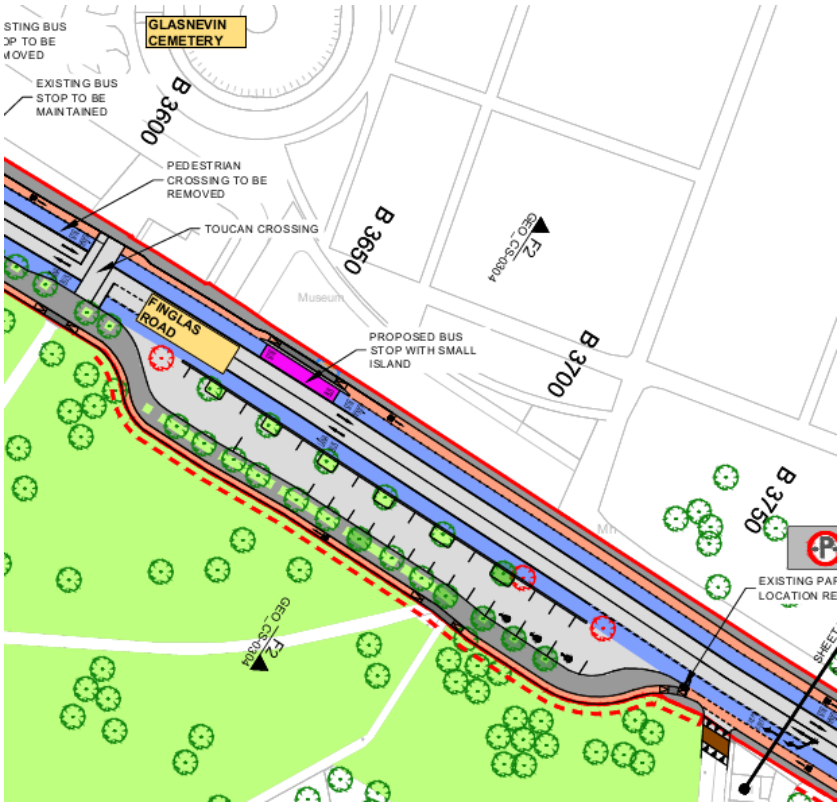 STING BUS
OP TO BE
MOVED
GLASNEVIN
CEMETERY
EXISTING BUS
STOP TO BE
MAINTAINED
B 3600
PEDESTRIAN
CROSSING TO BE
REMOVED
TOUCAN CROSSING
B 3650
F2
GEO_CS-0304
Museum
FINGLAS
ROAD
PROPOSED BUS
STOP WITH SMALL
ISLAND
B 3700
B 3750
Mn
P
EXISTING PAR
LOCATION RE
F2
GEO_CS-0304
SHEET